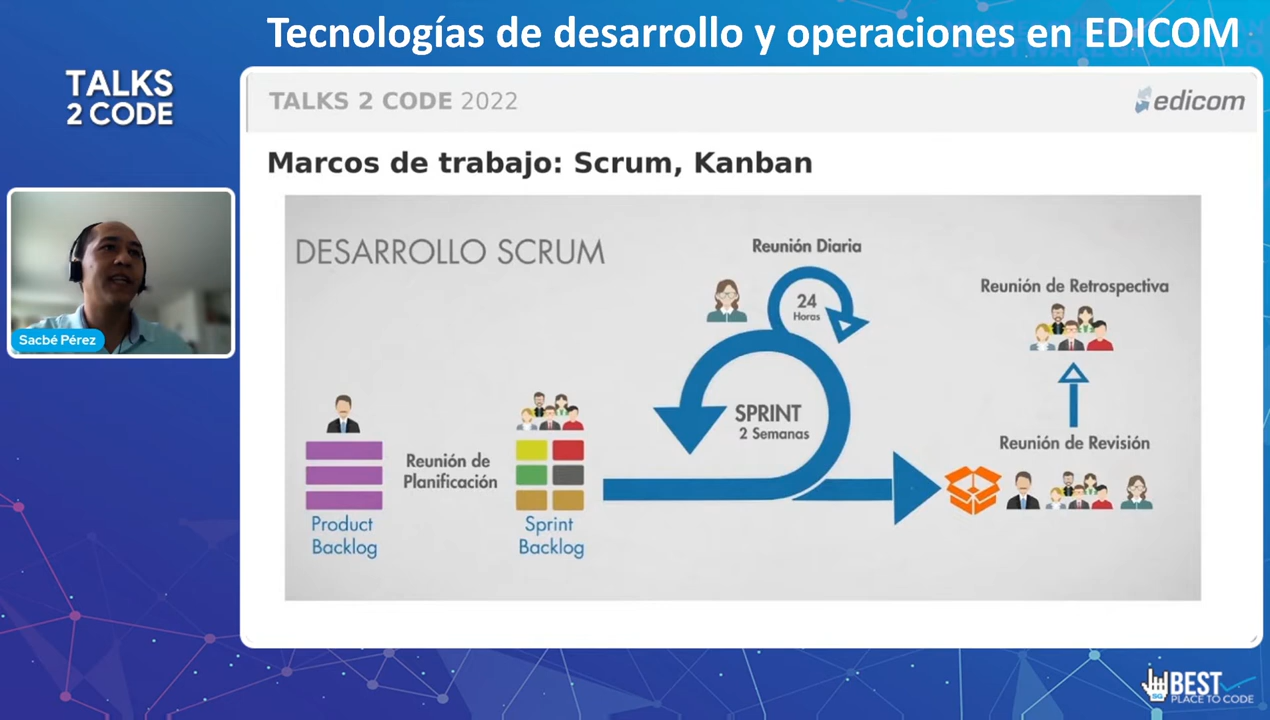 Tecnologías de desarrollo y operaciones en EDICOM
TALKS
2 CODE
TALKS 2 CODE 2022
edicom
Marcos de trabajo: Scrum, Kanban
DESARROLLO SCRUM
Reunión Diaria
24
Horas
Reunión de Retrospectiva
SPRINT
2 Semanas
Reunión de Revisión
Reunión de
Planificación
Product
Backlog
Sprint
Backlog
Sacbé Pérez
SG
BEST
PLACE TO CODE